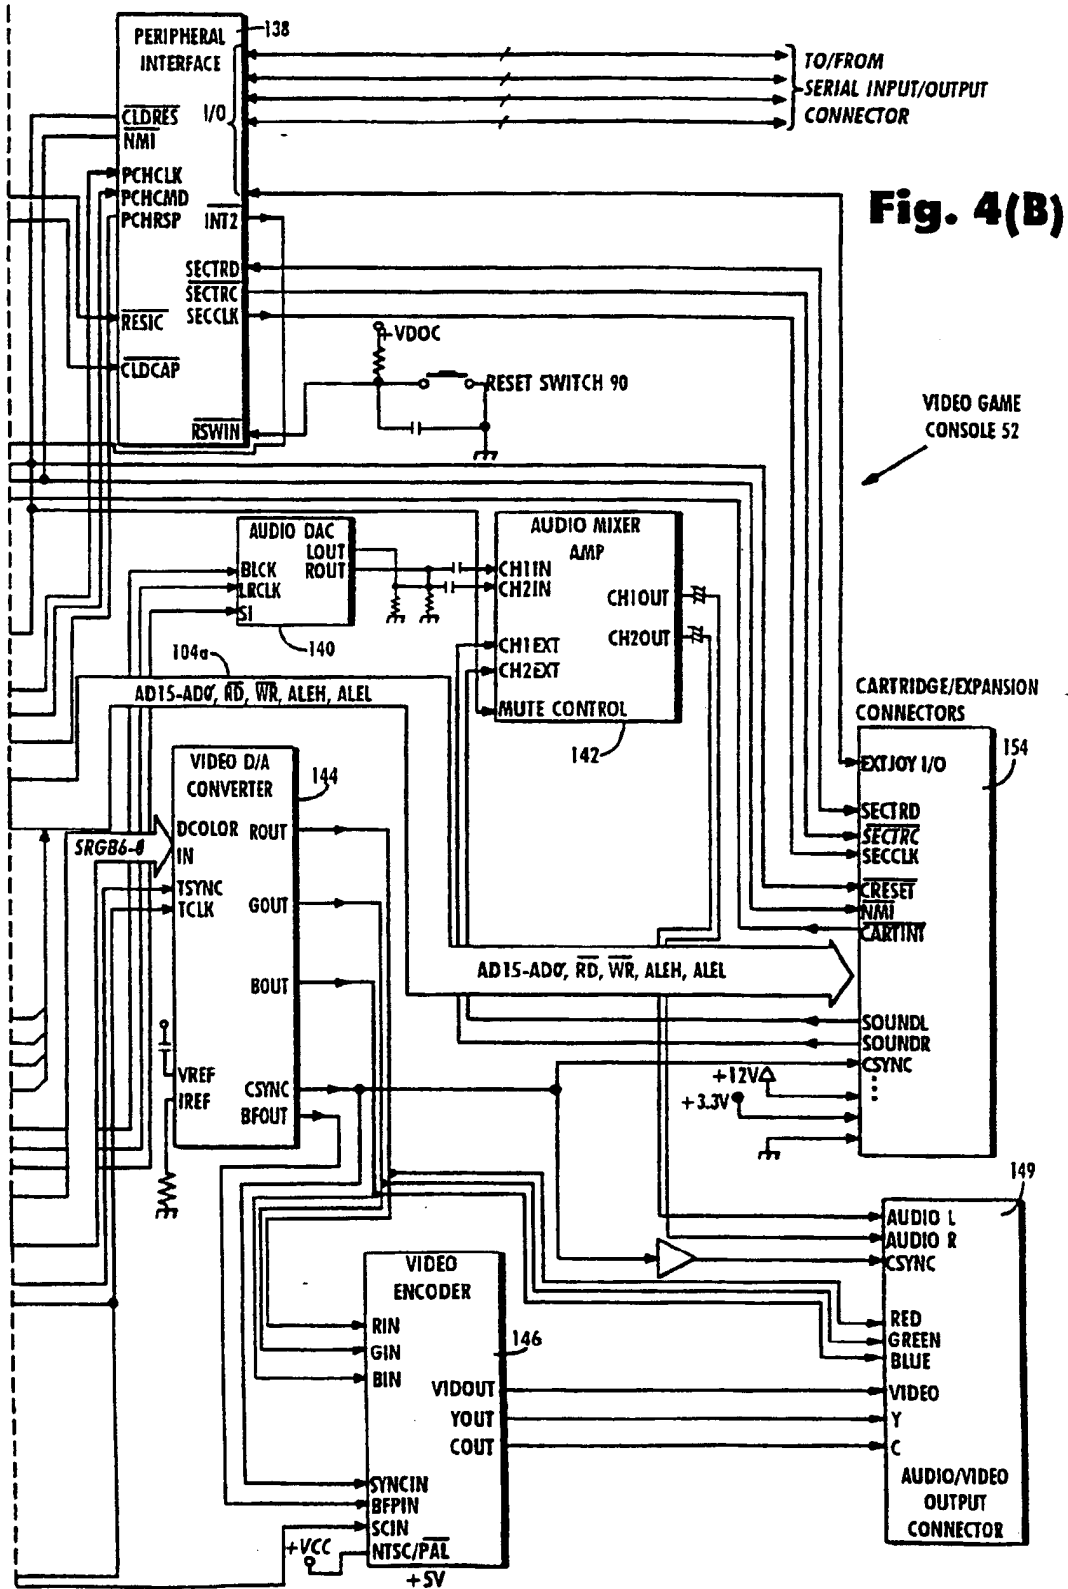 PERIPHERAL
INTERFACE
138
CLDRES
NMI
I/O
PCHCLK
PCHCMD
PCHRSP
INT2
SECTRD
SECTRC
SECCLK
RESIC
CLDCAP
RSWIN
TO/FROM
SERIAL INPUT/OUTPUT
CONNECTOR
Fig. 4(B)
+VDOC
RESET SWITCH 90
VIDEO GAME
CONSOLE 52
AUDIO DAC
LOUT
ROUT
BLCK
LRCLK
SI
140
AUDIO MIXER
AMP
CH1IN
CH2IN
CH1OUT
CH2OUT
CH1EXT
CH2EXT
MUTE CONTROL
142
104a
AD15-AD0, RD, WR, ALEH, ALEL
CARTRIDGE/EXPANSION
CONNECTORS
154
EXTJOY I/O
SECTRD
SECTRC
SECCLK
CRESET
NMI
CARTINT
AD15-AD0, RD, WR, ALEH, ALEL
SOUNDL
SOUNDR
CSYNC
+12V
+3.3V
VIDEO D/A
CONVERTER
144
SRGB6-0
DCOLOR
IN
ROUT
TSYNC
TCLK
GOUT
BOUT
VREF
IREF
CSYNC
BFOUT
149
AUDIO L
AUDIO R
CSYNC
RED
GREEN
BLUE
VIDEO
Y
C
AUDIO/VIDEO
OUTPUT
CONNECTOR
VIDEO
ENCODER
146
RIN
GIN
BIN
VIDOUT
YOUT
COUT
SYNCIN
BFPIN
SCIN
NTSC/PAL
+VCC
+5V